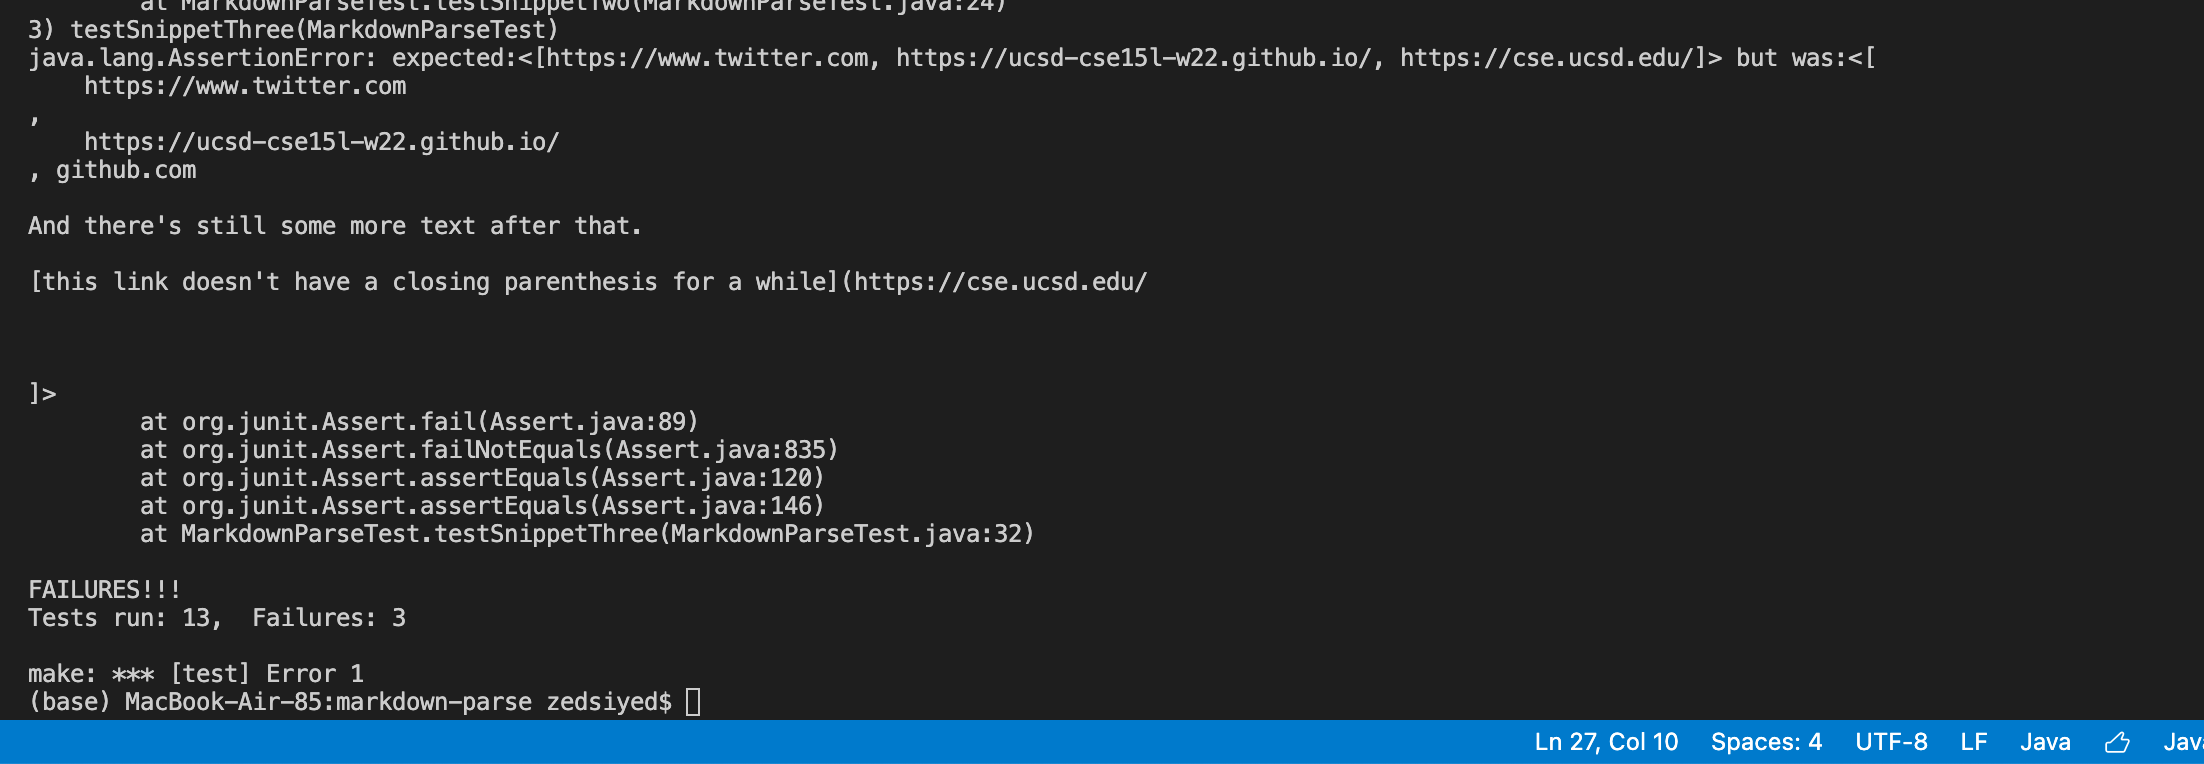 at MarkdownParseTest.testSnippetTwo(MarkdownParseTest.java:24)
3) testSnippetThree(MarkdownParseTest)
java.lang.AssertionError: expected:<[https://www.twitter.com, https://ucsd-cse15l-w22.github.io/, https://cse.ucsd.edu/]> but was:<[
    https://www.twitter.com
,
    https://ucsd-cse15l-w22.github.io/
, github.com

And there's still some more text after that.

[this link doesn't have a closing parenthesis for a while](https://cse.ucsd.edu/



]>
        at org.junit.Assert.fail(Assert.java:89)
        at org.junit.Assert.failNotEquals(Assert.java:835)
        at org.junit.Assert.assertEquals(Assert.java:120)
        at org.junit.Assert.assertEquals(Assert.java:146)
        at MarkdownParseTest.testSnippetThree(MarkdownParseTest.java:32)

FAILURES!!!
Tests run: 13,  Failures: 3

make: *** [test] Error 1
(base) MacBook-Air-85:markdown-parse zedsiyed$
Ln 27, Col 10 Spaces: 4 UTF-8 LF Java Jav